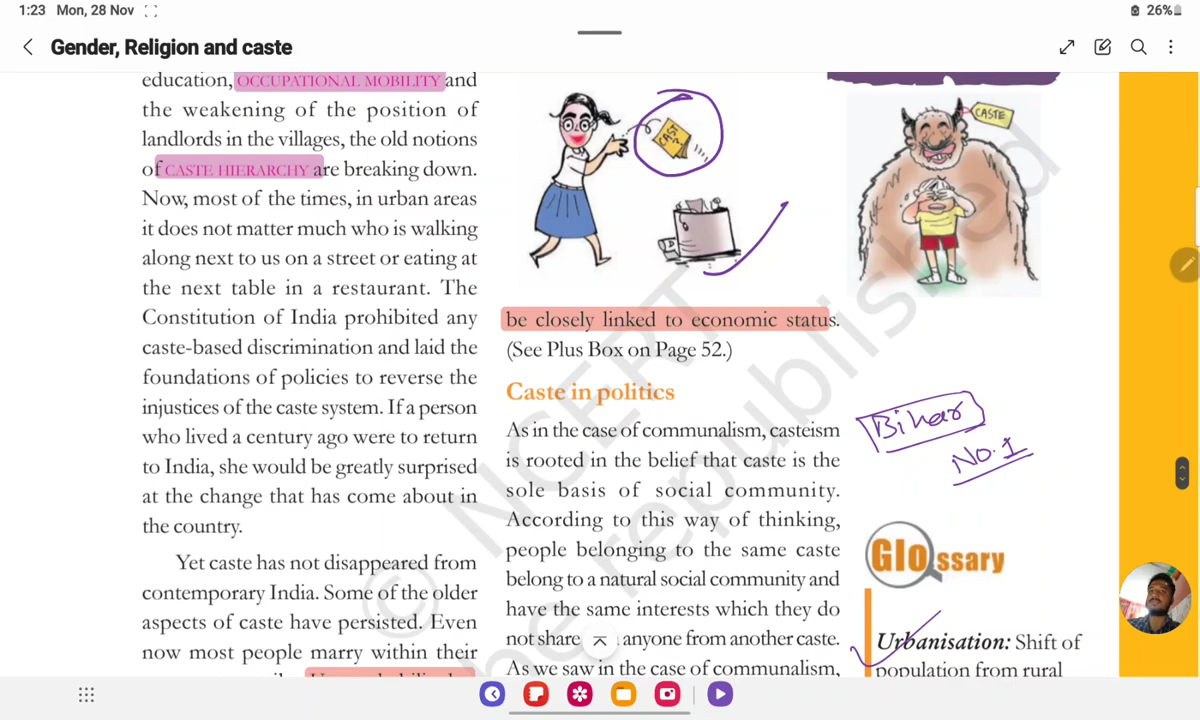 1:23 Mon, 28 Nov
26%
Gender, Religion and caste
education, OCCUPATIONAL MOBILITY and
the weakening of the position of
landlords in the villages, the old notions
of CASTE HIERARCHY are breaking down.
Now, most of the times, in urban areas
it does not matter much who is walking
along next to us on a street or eating at
the next table in a restaurant. The
Constitution of India prohibited any
caste-based discrimination and laid the
foundations of policies to reverse the
injustices of the caste system. If a person
who lived a century ago were to return
to India, she would be greatly surprised
at the change that has come about in
the country.
Yet caste has not disappeared from
contemporary India. Some of the older
aspects of caste have persisted. Even
now most people marry within their
CASTE
be closely linked to economic status.
(See Plus Box on Page 52.)
Caste in politics
As in the case of communalism, casteism
is rooted in the belief that caste is the
sole basis of social community.
According to this way of thinking,
people belonging to the same caste
belong to a natural social community and
have the same interests which they do
not share anyone from another caste.
As we saw in the case of communalism,
CASTE
Bihar
No. 1
Glossary
Urbanisation: Shift of
population from rural
© NCERT
be republished